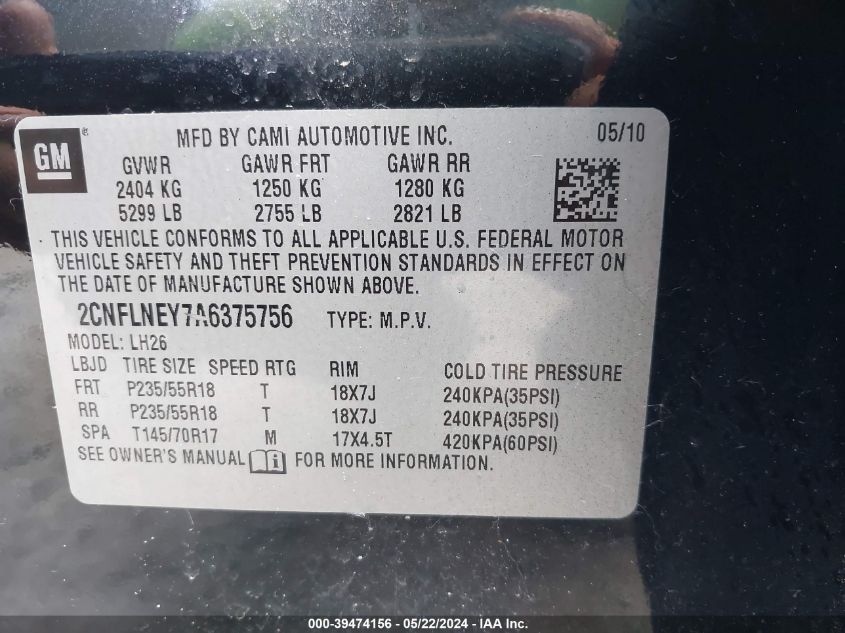 MFD BY CAMI AUTOMOTIVE INC. 05/10
GM®
GVWR GAWR FRT GAWR RR
2404 KG 1250 KG 1280 KG
5299 LB 2755 LB 2821 LB
THIS VEHICLE CONFORMS TO ALL APPLICABLE U.S. FEDERAL MOTOR
VEHICLE SAFETY AND THEFT PREVENTION STANDARDS IN EFFECT ON
THE DATE OF MANUFACTURE SHOWN ABOVE.
2CNFLNEY7A6375756 TYPE: M.P.V.
MODEL: LH26
LBJD TIRE SIZE SPEED RTG RIM COLD TIRE PRESSURE
FRT P235/55R18 T 18X7J 240KPA(35PSI)
RR P235/55R18 T 18X7J 240KPA(35PSI)
SPA T145/70R17 M 17X4.5T 420KPA(60PSI)
SEE OWNER'S MANUAL i FOR MORE INFORMATION.
000-39474156 / 05/22/2024 - IAA Inc.